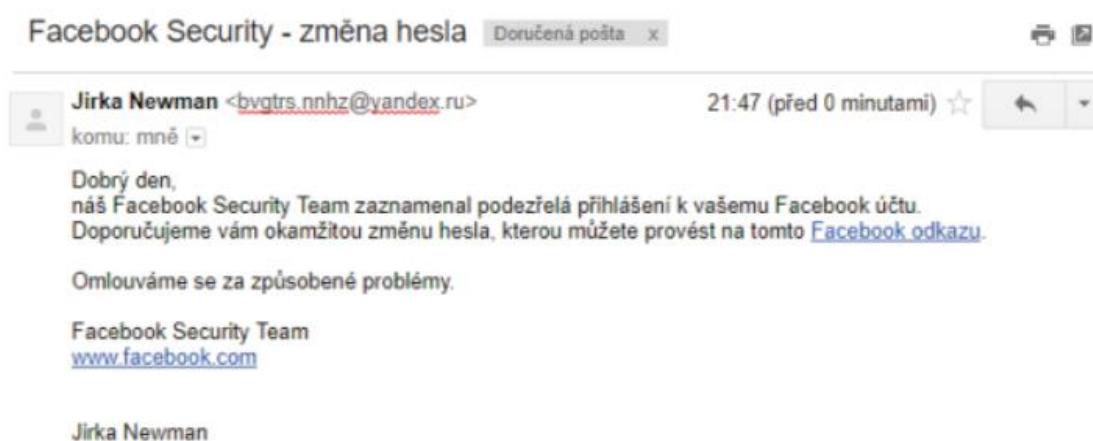 Facebook Security - změna hesla Doručená pošta x
Jirka Newman <bvgtrs.nnhz@yandex.ru> 21:47 (před 0 minutami)
komu: mně
Dobrý den,
náš Facebook Security Team zaznamenal podezřelá přihlášení k vašemu Facebook účtu.
Doporučujeme vám okamžitou změnu hesla, kterou můžete provést na tomto Facebook odkazu.
Omlouváme se za způsobené problémy.
Facebook Security Team
www.facebook.com
Jirka Newman